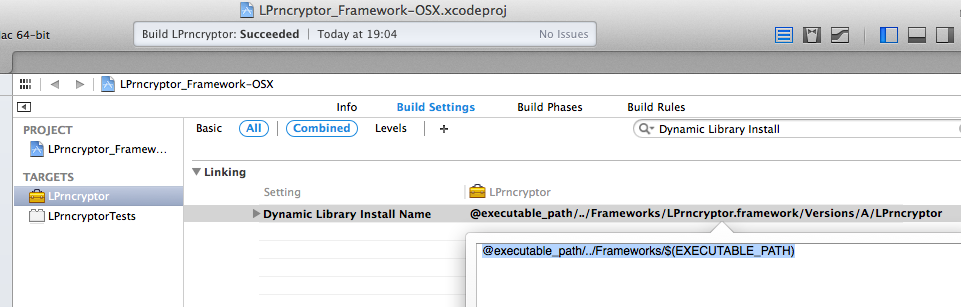 LPrncryptor_Framework-OSX.xcodeproj
ac 64-bit
Build LPrncryptor: Succeeded | Today at 19:04 No Issues
LPrncryptor_Framework-OSX
Info Build Settings Build Phases Build Rules
Basic All Combined Levels + Dynamic Library Install
PROJECT
LPrncryptor_Framew...
TARGETS
LPrncryptor
LPrncryptorTests
Linking
Setting LPrncryptor
Dynamic Library Install Name @executable_path/../Frameworks/LPrncryptor.framework/Versions/A/LPrncryptor
@executable_path/../Frameworks/$(EXECUTABLE_PATH)